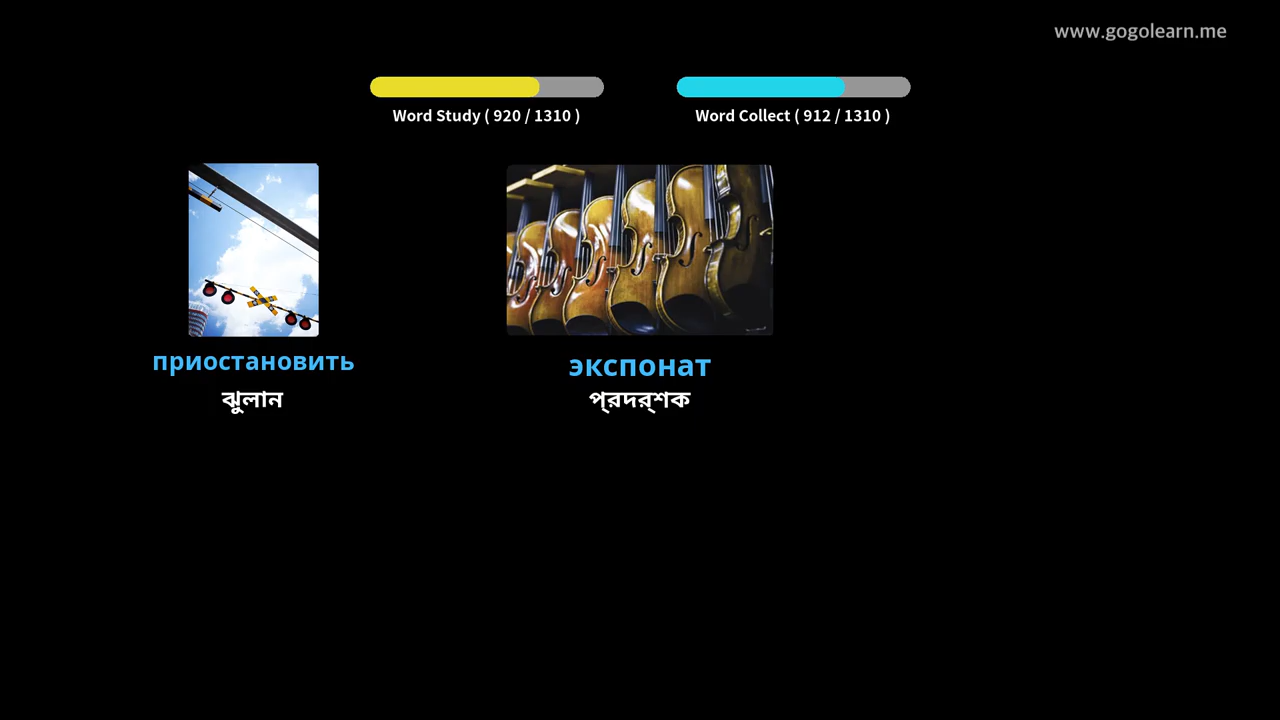 www.gogolearn.me
Word Study ( 920 / 1310 )
Word Collect ( 912 / 1310 )
приостановить
ঝুলান
экспонат
প্রদর্শক